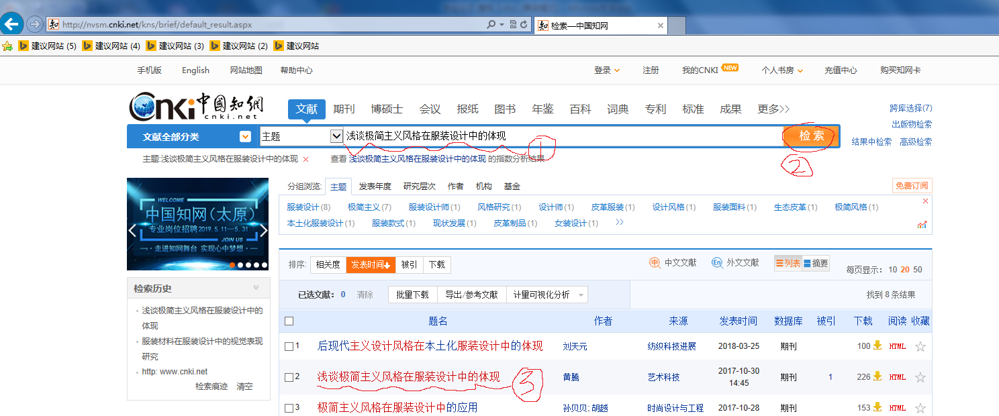 http://nvsm.cnki.net/kns/brief/default_result.aspx
检索—中国知网
建议网站 (5) 建议网站 (4) 建议网站 (3) 建议网站 (2) 建议网站
手机版 English 网站地图 帮助中心 登录 注册 我的CNKI NEW 个人书房 充值中心 购买知网卡
Cnki 中國知網
cnki.net
文献 期刊 博硕士 会议 报纸 图书 年鉴 百科 词典 专利 标准 成果 更多>>
跨库选择(7)
出版物检索
文献全部分类 主题 浅谈极简主义风格在服装设计中的体现 检索
结果中检索 高级检索
1
2
主题:浅谈极简主义风格在服装设计中的体现 查看 浅谈极简主义风格在服装设计中的体现 的指数分析结果
WELCOME
中国知网(太原)
专业岗位招聘2019.5.11—5.31
JOIN US
走进知网舞台 实现心中梦想
分组浏览: 主题 发表年度 研究层次 作者 机构 基金 免费订阅
服装设计(8) 极简主义(7) 服装设计师(1) 风格研究(1) 设计师(1) 皮革服装(1) 设计风格(1) 服装面料(1) 生态皮革(1) 极简风格(1)
本土化服装设计(1) 服装款式(1) 现状发展(1) 皮革制品(1) 女装设计(1) >>
排序: 相关度 发表时间↓ 被引 下载 中 中文文献 En 外文文献 列表 摘要 每页显示: 10 20 50
已选文献: 0 清除 批量下载 导出/参考文献 计量可视化分析 找到 8 条结果
检索历史
浅谈极简主义风格在服装设计中的
体现
服装材料在服装设计中的视觉表现
研究
http: www.cnki.net
检索痕迹 清空
题名 作者 来源 发表时间 数据库 被引 下载 阅读 收藏
1 后现代主义设计风格在本土化服装设计中的体现 刘天元 纺织科技进展 2018-03-25 期刊 100 HTML
2 浅谈极简主义风格在服装设计中的体现 黄腾 艺术科技 2017-10-30 14:45 期刊 1 226 HTML
3
3 极简主义风格在服装设计中的应用 孙贝贝; 胡越 时尚设计与工程 2017-10-28 期刊 153 HTML